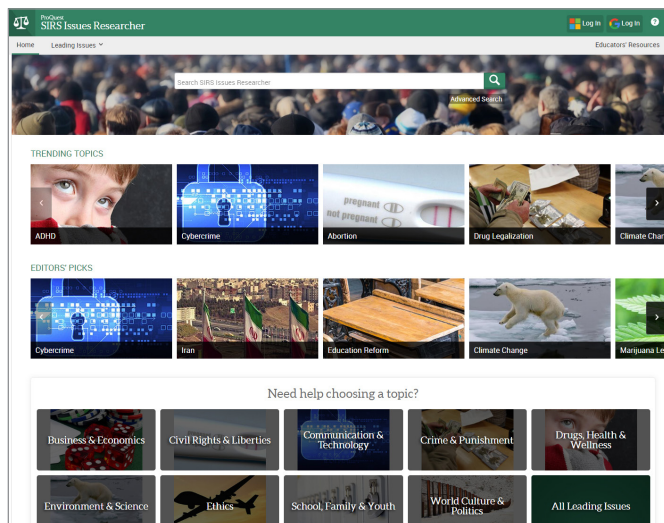 ProQuest
SIRS Issues Researcher
Log In
Log In
?
Home
Leading Issues
Educators' Resources
Search SIRS Issues Researcher
Advanced Search
TRENDING TOPICS
pregnant
not pregnant
ADHD
Cybercrime
Abortion
Drug Legalization
Climate Chan
EDITORS' PICKS
Cybercrime
Iran
Education Reform
Climate Change
Marijuana Le
Need help choosing a topic?
Business & Economics
Civil Rights & Liberties
Communication &
Technology
Crime & Punishment
Drugs, Health &
Wellness
Environment & Science
Ethics
School, Family & Youth
World Culture &
Politics
All Leading Issues